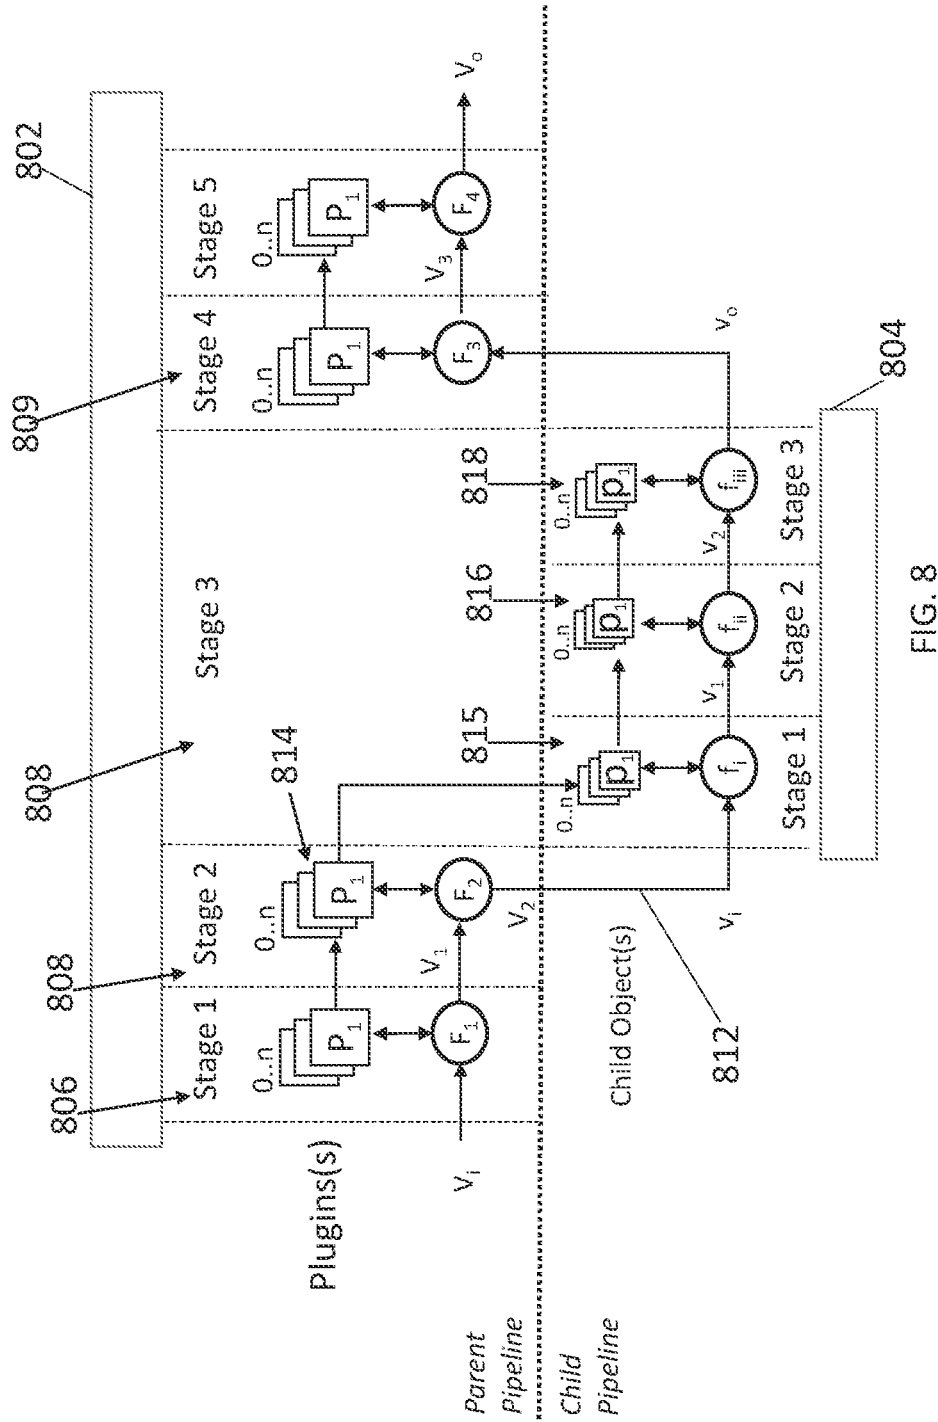 802
809
808
808
806
Stage 1
Stage 2
Stage 3
Stage 4
Stage 5
Plugins(s)
0..n
P1
0..n
P1
814
0..n
P1
0..n
P1
Vi
F1
V1
F2
V2
F3
V3
F4
Vo
Parent
Pipeline
Child
Pipeline
Child Object(s)
812
815
816
818
0..n
p1
0..n
p1
0..n
p1
vi
fi
v1
fii
v2
fiii
vo
Stage 1
Stage 2
Stage 3
804
FIG. 8